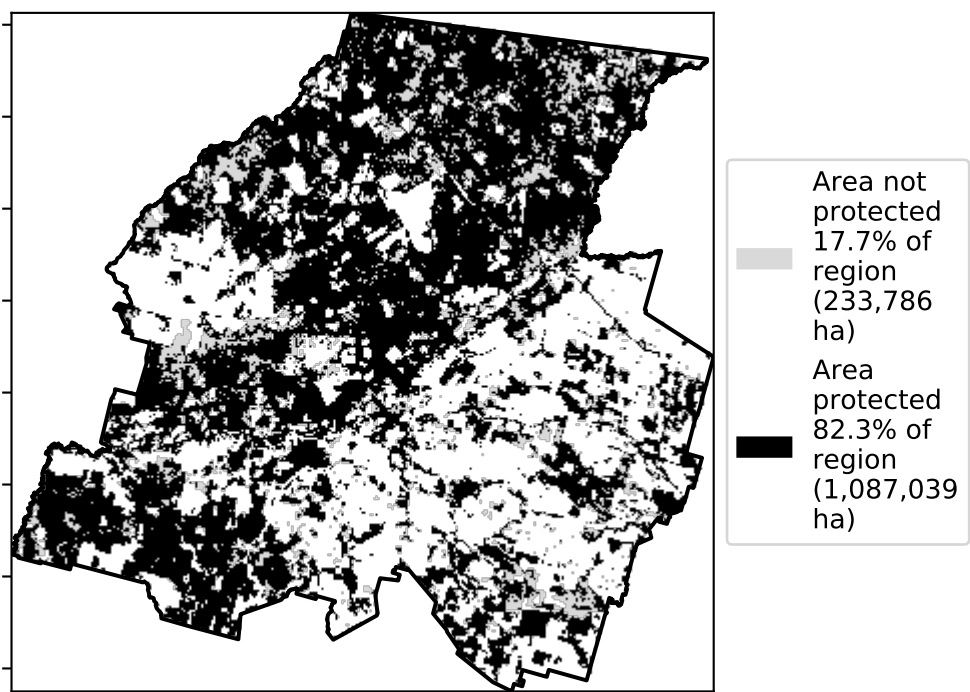 Area not
protected
17.7% of
region
(233,786
ha)
Area
protected
82.3% of
region
(1,087,039
ha)